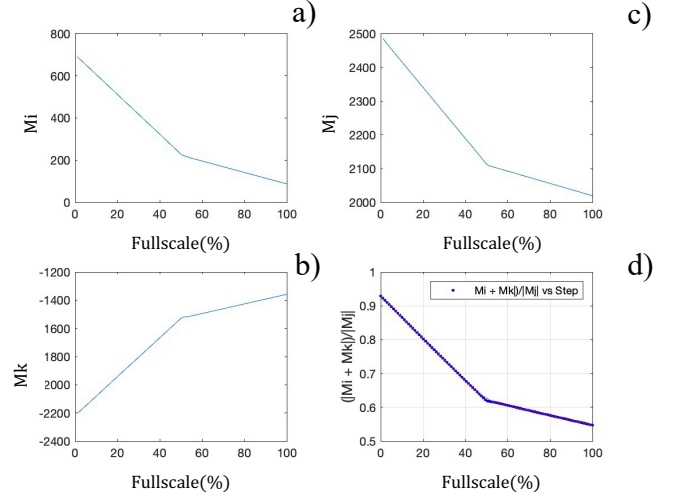 a)
800
600
400
200
0
Mi
0 20 40 60 80 100
Fullscale(%)
c)
2500
2400
2300
2200
2100
2000
Mj
0 20 40 60 80 100
Fullscale(%)
b)
-1200
-1400
-1600
-1800
-2000
-2200
-2400
Mk
0 20 40 60 80 100
Fullscale(%)
d)
1
0.9
0.8
0.7
0.6
0.5
(|Mi + Mk|)/|Mj|
Mi + Mk|)/|Mj| vs Step
0 20 40 60 80 100
Fullscale(%)